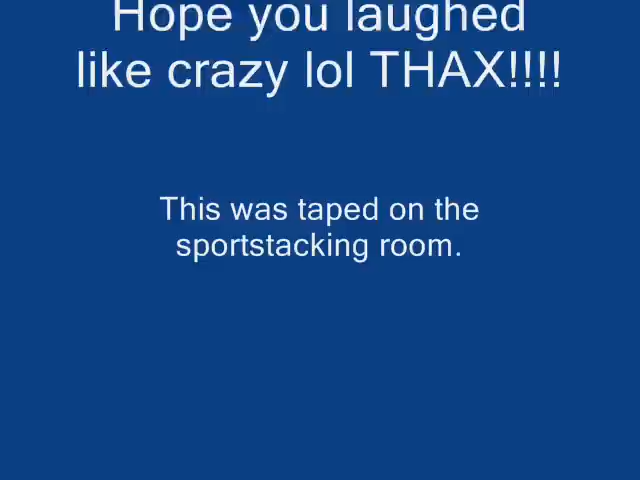 Hope you laughed
like crazy lol THAX!!!!
This was taped on the
sportstacking room.